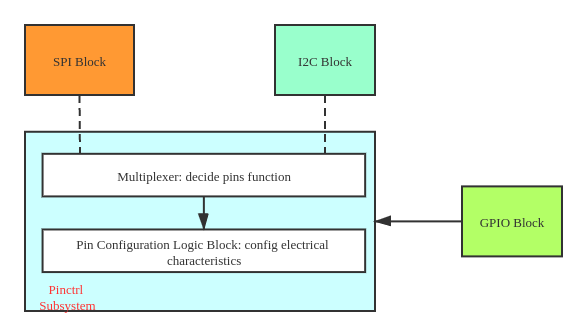 SPI Block
I2C Block
Multiplexer: decide pins function
GPIO Block
Pin Configuration Logic Block: config electrical
characteristics
Pinctrl
Subsystem